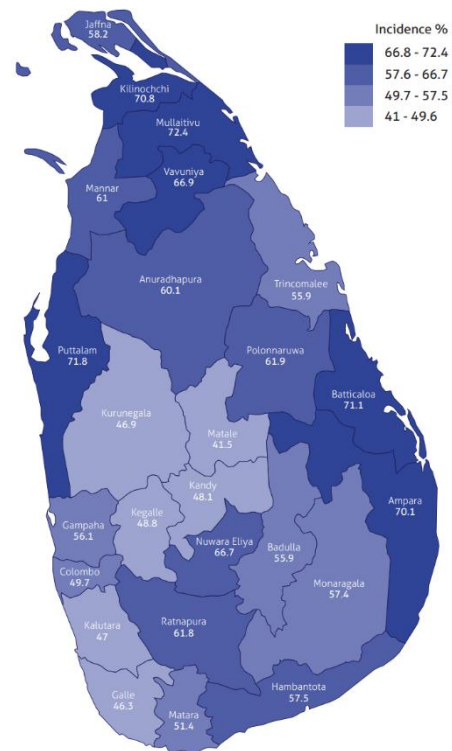 Jaffna
58.2
Incidence %
66.8 - 72.4
57.6 - 66.7
49.7 - 57.5
41 - 49.6
Kilinochchi
70.8
Mullaitivu
72.4
Vavuniya
66.9
Mannar
61
Anuradhapura
60.1
Trincomalee
55.9
Puttalam
71.8
Polonnaruwa
61.9
Batticaloa
71.1
Kurunegala
46.9
Matale
41.5
Kandy
48.1
Ampara
70.1
Kegalle
48.8
Gampaha
56.1
Nuwara Eliya
66.7
Badulla
55.9
Colombo
49.7
Monaragala
57.4
Kalutara
47
Ratnapura
61.8
Hambantota
57.5
Galle
46.3
Matara
51.4